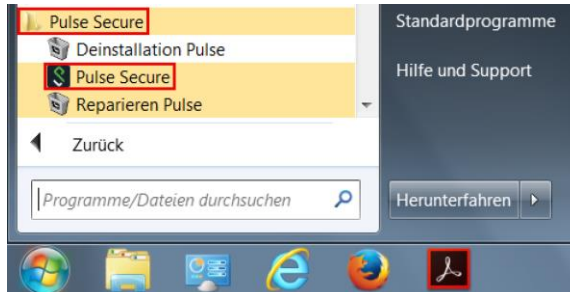 Pulse Secure
Deinstallation Pulse
Pulse Secure
Reparieren Pulse
Zurück
Programme/Dateien durchsuchen
Standardprogramme
Hilfe und Support
Herunterfahren